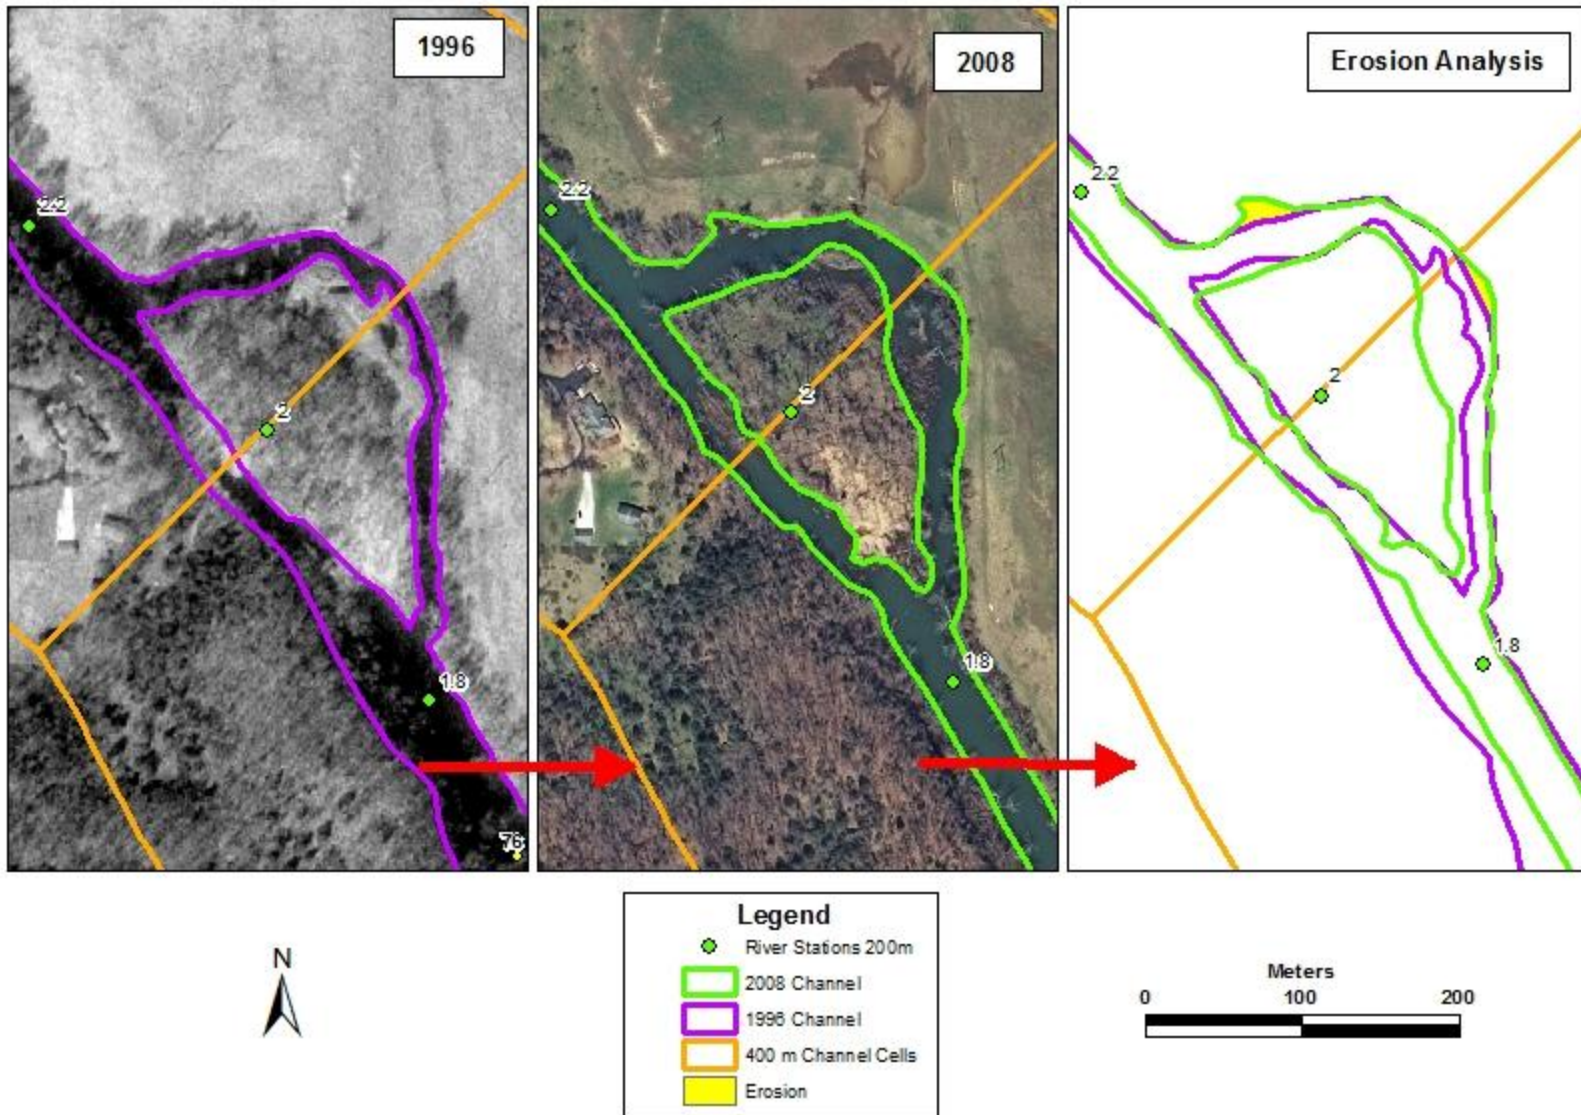 1996
2008
Erosion Analysis
2.2
2
1.8
76
2.2
2
1.8
2.2
2
1.8
N
Legend
River Stations 200m
2008 Channel
1996 Channel
400 m Channel Cells
Erosion
Meters
0 100 200